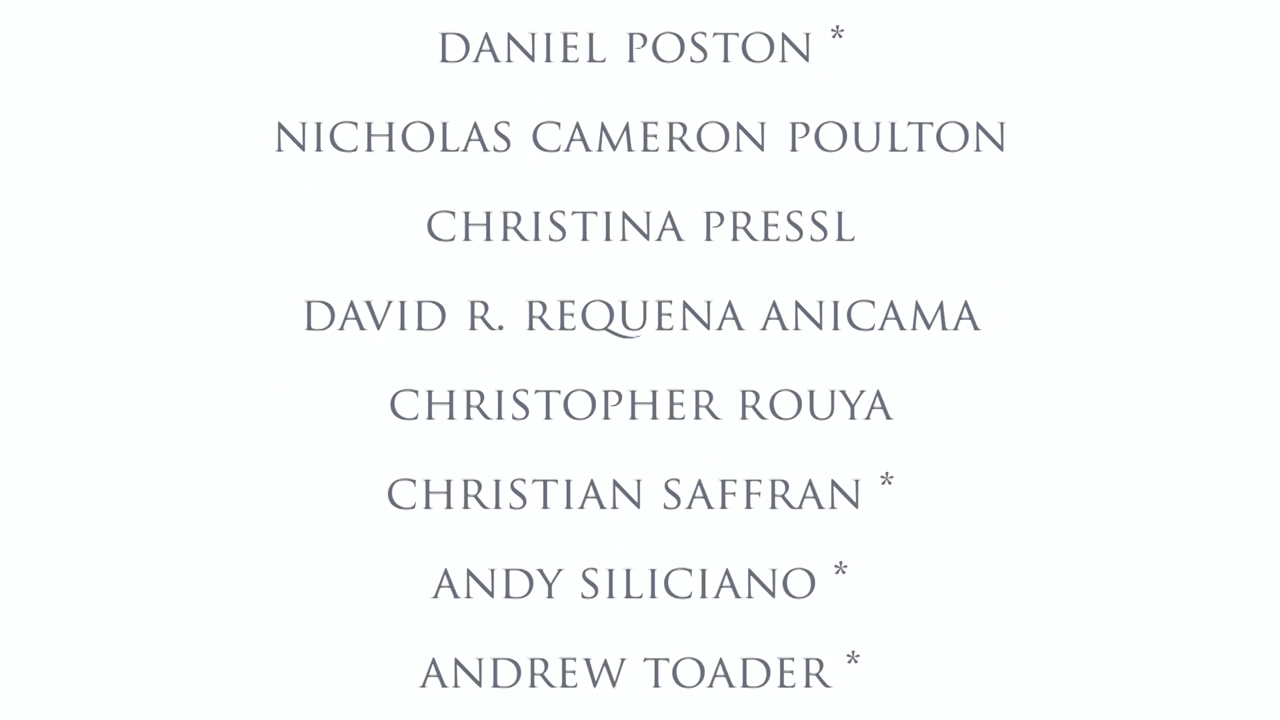 DANIEL POSTON *
NICHOLAS CAMERON POULTON
CHRISTINA PRESSL
DAVID R. REQUENA ANICAMA
CHRISTOPHER ROUYA
CHRISTIAN SAFFRAN *
ANDY SILICIANO *
ANDREW TOADER *